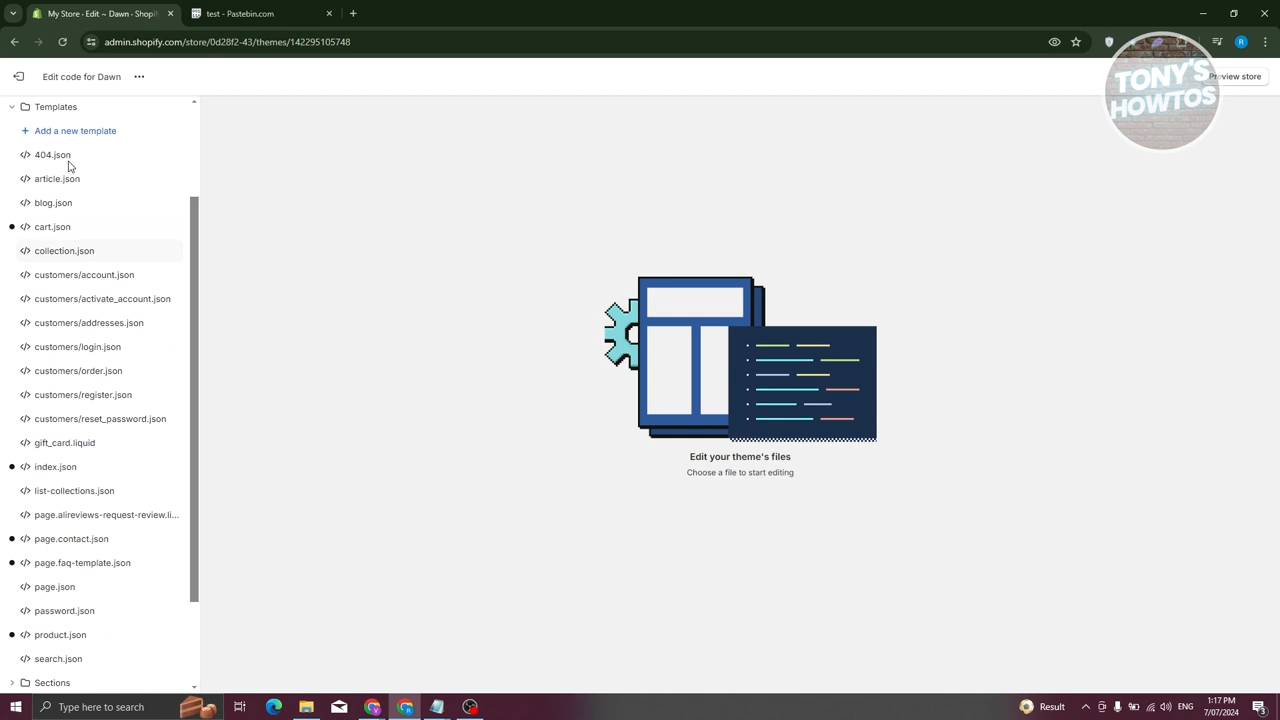 My Store - Edit ~ Dawn - Shopif
test - Pastebin.com
admin.shopify.com/store/0d28f2-43/themes/142295105748
Edit code for Dawn
Preview store
TONY'S
HOWTOS
Templates
Add a new template
404.json
article.json
blog.json
cart.json
collection.json
customers/account.json
customers/activate_account.json
customers/addresses.json
customers/login.json
customers/order.json
customers/register.json
customers/reset_password.json
gift_card.liquid
index.json
list-collections.json
page.alireviews-request-review.li...
page.contact.json
page.faq-template.json
page.json
password.json
product.json
search.json
Sections
Edit your theme's files
Choose a file to start editing
Type here to search
Result
ENG
1:17 PM
7/07/2024